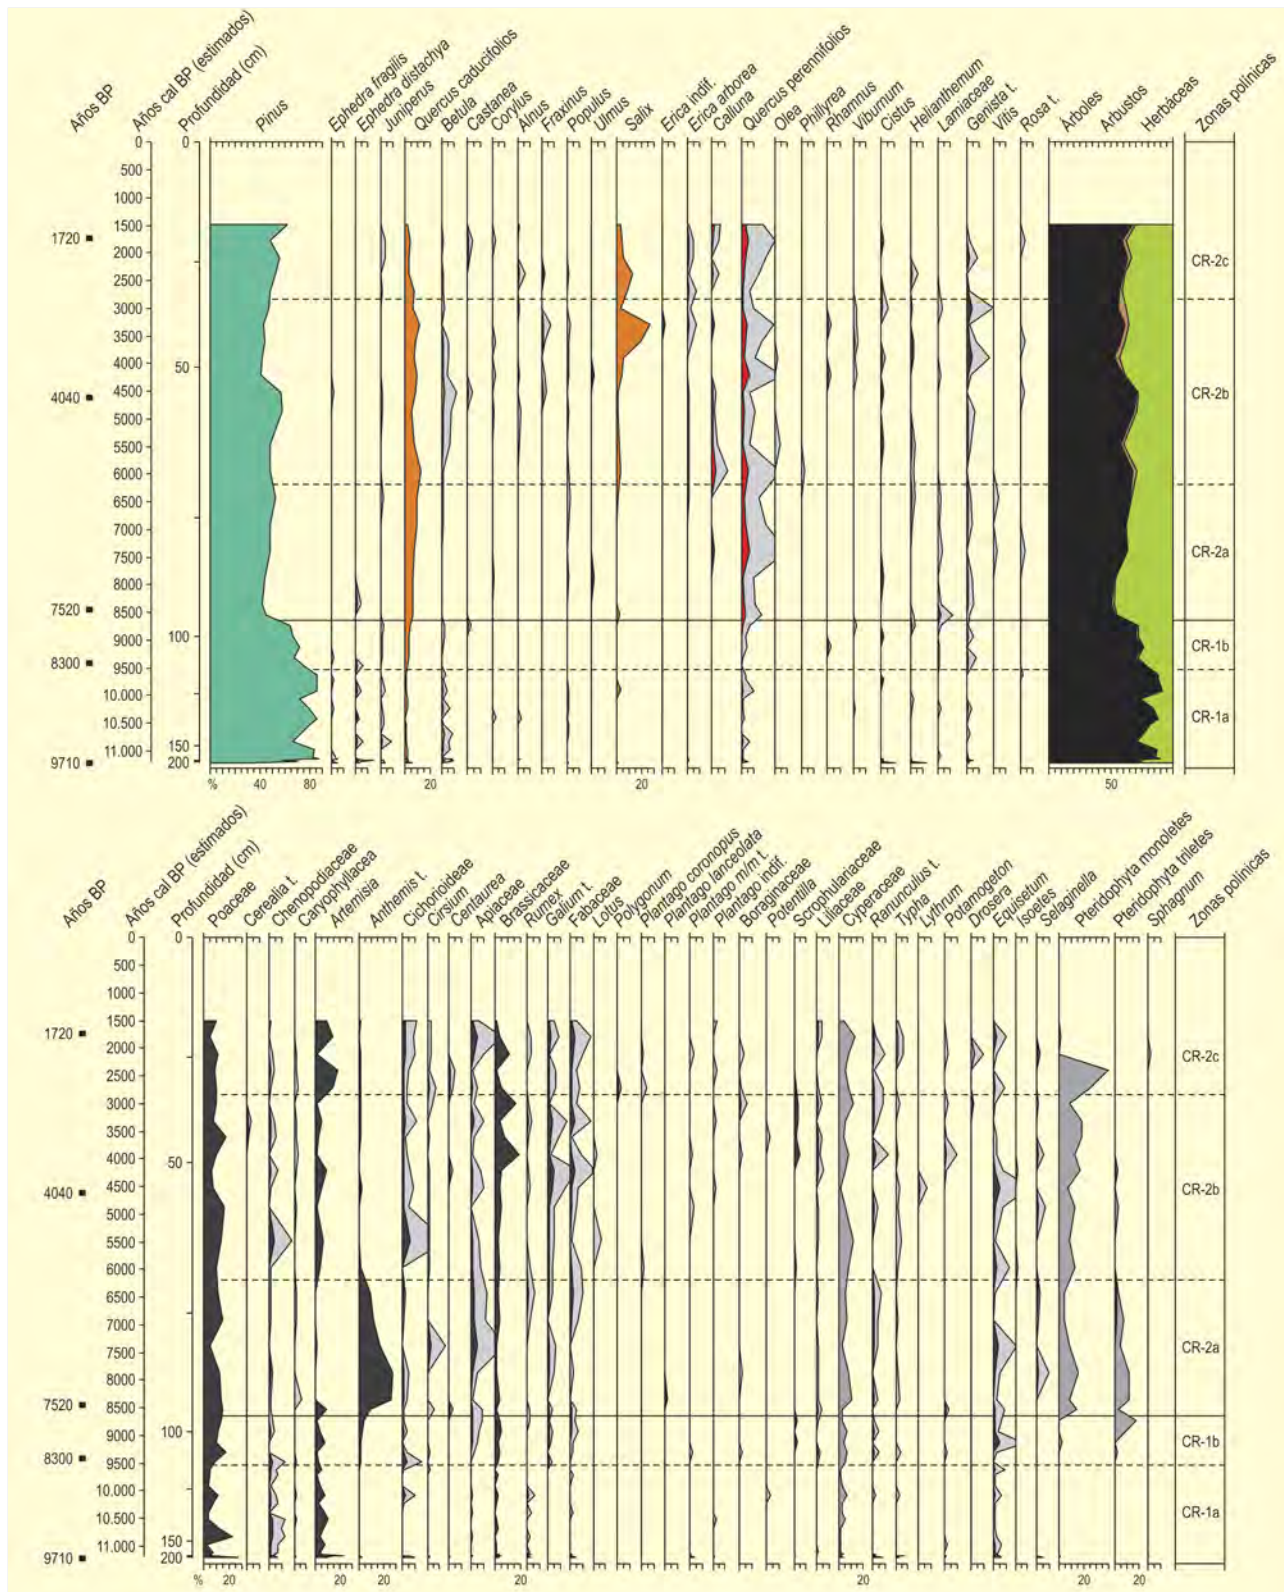 Años BP
Años cal BP (estimados)
Profundidad (cm)
Pinus
Ephedra fragilis
Ephedra distachya
Juniperus
Quercus caducifolios
Betula
Castanea
Corylus
Alnus
Fraxinus
Populus
Ulmus
Salix
Erica indif.
Erica arborea
Calluna
Quercus perennifolios
Olea
Phillyrea
Rhamnus
Viburnum
Cistus
Helianthemum
Lamiaceae
Genista t.
Vitis
Rosa t.
Árboles
Arbustos
Herbáceas
Zonas polínicas
0 0
500
1000
1500
1720
2000
CR-2c
2500
3000
3500
4000 50
4040
4500
CR-2b
5000
5500
6000
6500
7000
7500
CR-2a
8000
7520
8500
9000 100
CR-1b
8300
9500
10.000
10.500
CR-1a
11.000
150
9710
200
% 40 80 20 20 20 50
Años BP
Años cal BP (estimados)
Profundidad (cm)
Poaceae
Cerealia t.
Chenopodiaceae
Caryophyllacea
Artemisia
Anthemis t.
Cichorioideae
Cirsium
Centaurea
Apiaceae
Brassicaceae
Rumex
Galium t.
Fabaceae
Lotus
Polygonum
Plantago coronopus
Plantago lanceolata
Plantago m/m t.
Plantago indif.
Boraginaceae
Potentilla
Scrophulariaceae
Liliaceae
Cyperaceae
Ranunculus t.
Typha
Lythrum
Potamogeton
Drosera
Equisetum
Isoetes
Selaginella
Pteridophyta monoletes
Pteridophyta triletes
Sphagnum
Zonas polínicas
0 0
500
1000
1500
1720
2000
CR-2c
2500
3000
3500
4000 50
4040
4500
CR-2b
5000
5500
6000
6500
7000
7500
CR-2a
8000
7520
8500
9000 100
CR-1b
8300
9500
10.000
10.500
CR-1a
11.000
150
9710
200
% 20 20 20 20 20 20 20